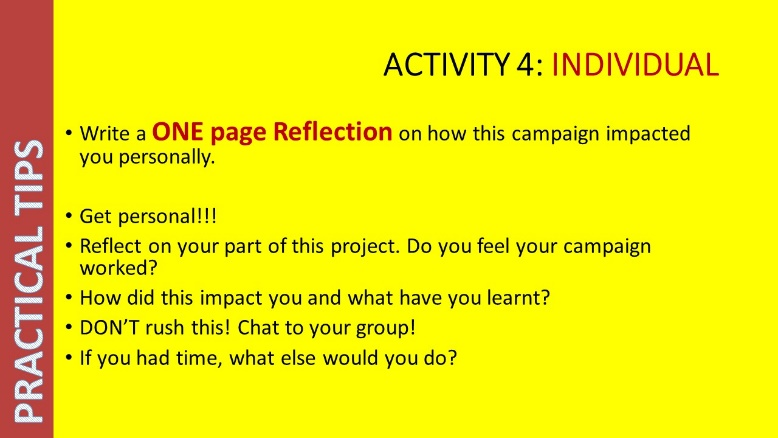 ACTIVITY 4: INDIVIDUAL
• Write a ONE page Reflection on how this campaign impacted
you personally.
• Get personal!!!
• Reflect on your part of this project. Do you feel your campaign
worked?
• How did this impact you and what have you learnt?
• DON’T rush this! Chat to your group!
• If you had time, what else would you do?
PRACTICAL TIPS